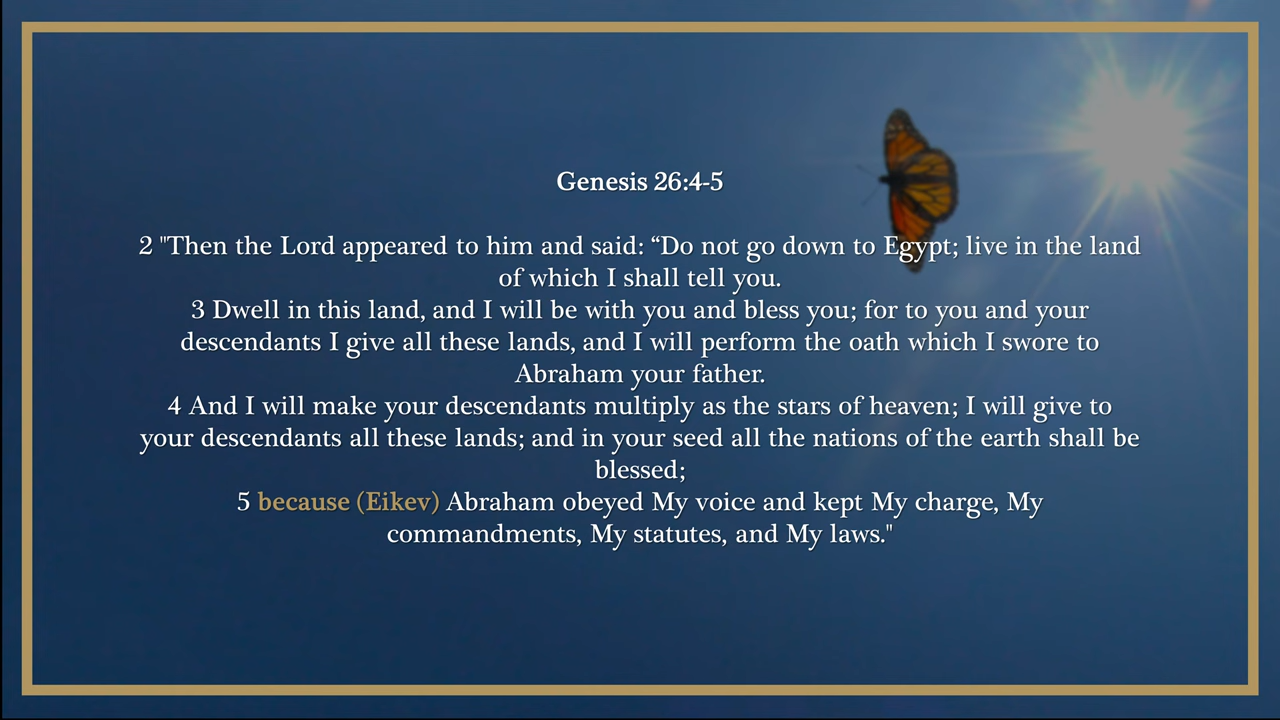 Genesis 26:4-5
2 "Then the Lord appeared to him and said: “Do not go down to Egypt; live in the land
of which I shall tell you.
3 Dwell in this land, and I will be with you and bless you; for to you and your
descendants I give all these lands, and I will perform the oath which I swore to
Abraham your father.
4 And I will make your descendants multiply as the stars of heaven; I will give to
your descendants all these lands; and in your seed all the nations of the earth shall be
blessed;
5 because (Eikev) Abraham obeyed My voice and kept My charge, My
commandments, My statutes, and My laws."